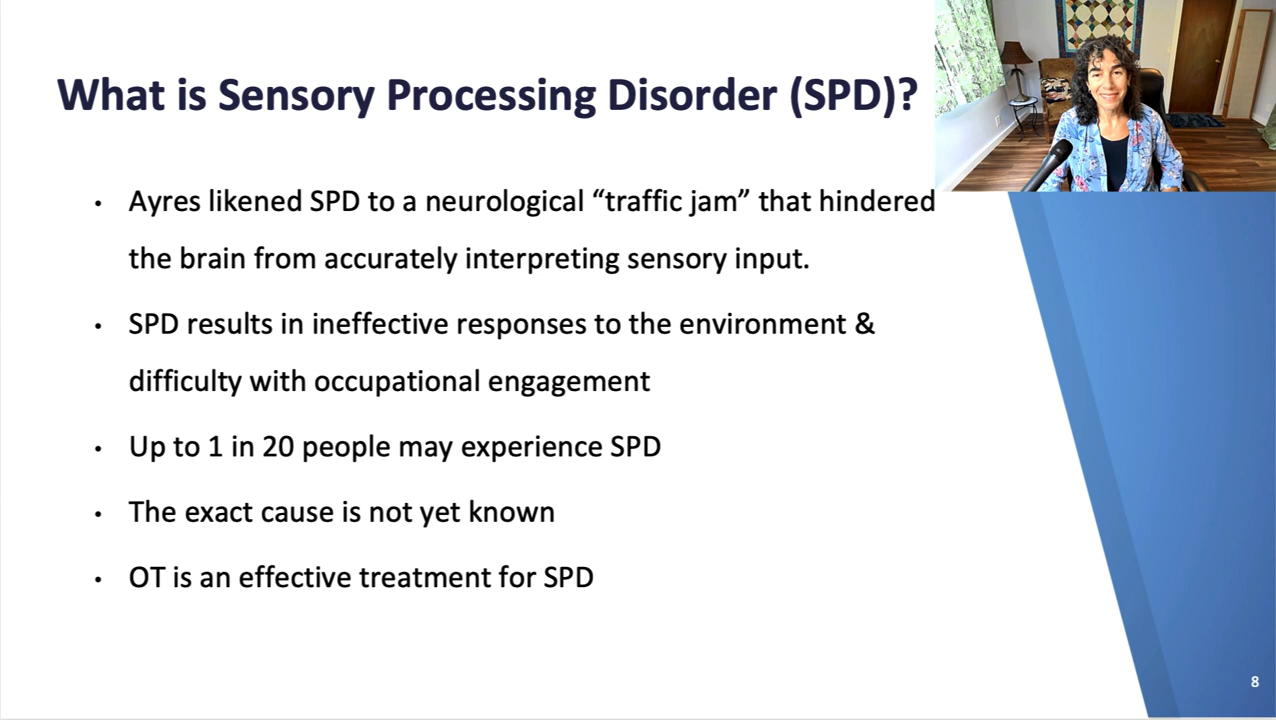 What is Sensory Processing Disorder (SPD)?
• Ayres likened SPD to a neurological “traffic jam” that hindered
the brain from accurately interpreting sensory input.
• SPD results in ineffective responses to the environment &
difficulty with occupational engagement
• Up to 1 in 20 people may experience SPD
• The exact cause is not yet known
• OT is an effective treatment for SPD
8